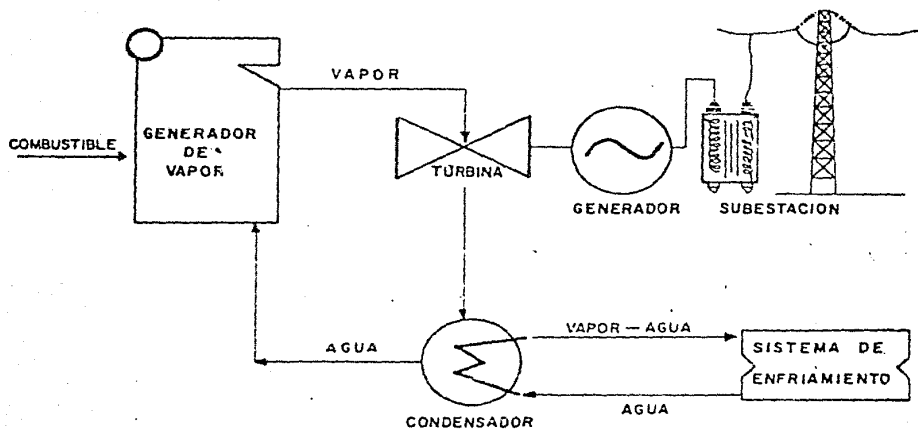 VAPOR
COMBUSTIBLE
GENERADOR
DE
VAPOR
TURBINA
GENERADOR
SUBESTACION
VAPOR — AGUA
AGUA
SISTEMA DE
ENFRIAMIENTO
AGUA
CONDENSADOR